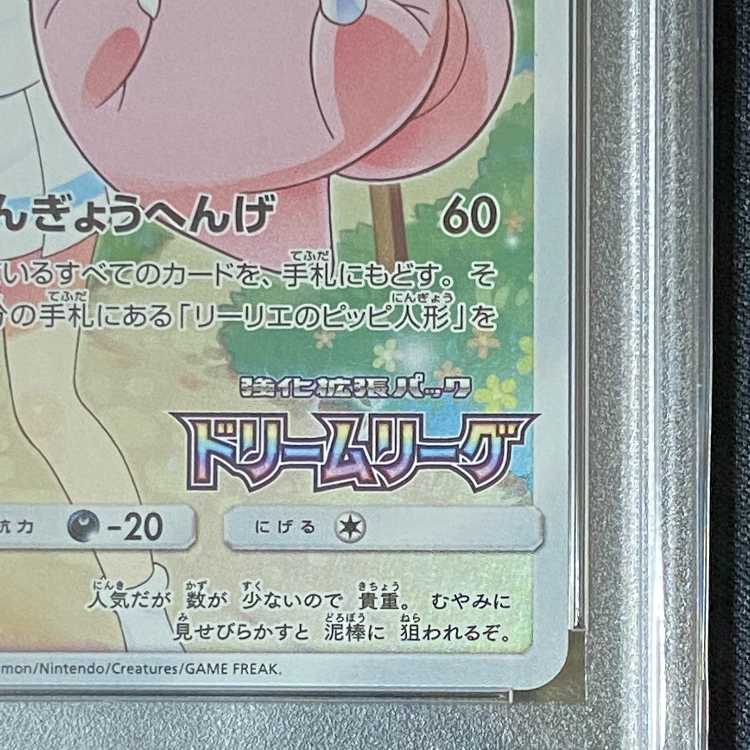 んぎょうへんげ 60
いるすべてのカードを、手札にもどす。そ
分の手札にある「リーリエのピッピ人形」を
強化拡張パック
ドリームリーグ
抗力 -20 にげる
人気だが 数が 少ないので 貴重。 むやみに
見せびらかすと 泥棒に 狙われるぞ。
mon/Nintendo/Creatures/GAME FREAK.